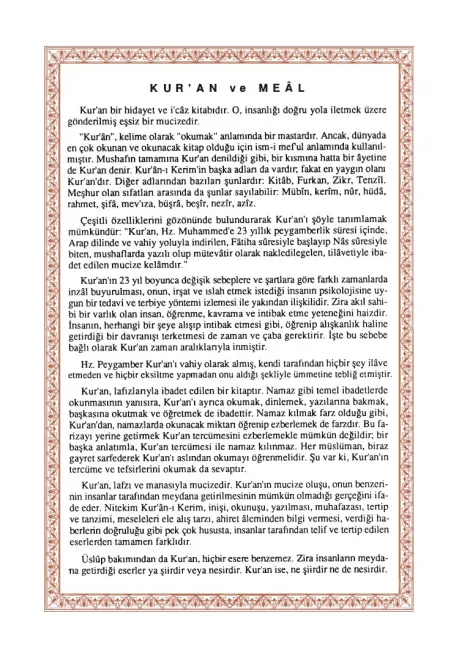 KUR'AN ve MEÂL
Kur'an bir hidayet ve i'câz kitabıdır. O, insanlığı doğru yola iletmek üzere
gönderilmiş eşsiz bir mucizedir.
"Kur'ân", kelime olarak "okumak" anlamında bir mastardır. Ancak, dünyada
en çok okunan ve okunacak kitap olduğu için ism-i mef'ul anlamında kullanıl-
mıştır. Mushafın tamamına Kur'an denildiği gibi, bir kısmına hatta bir âyetine
de Kur'an denir. Kur'ân-ı Kerim'in başka adları da vardır; fakat en yaygın olanı
Kur'an'dır. Diğer adlarından bazıları şunlardır: Kitâb, Furkan, Zikr, Tenzîl.
Meşhur olan sıfatları arasında da şunlar sayılabilir: Mübîn, kerîm, nûr, hüdâ,
rahmet, şifâ, mev'ıza, büşrâ, beşîr, nezîr, azîz.
Çeşitli özelliklerini gözönünde bulundurarak Kur'an'ı şöyle tanımlamak
mümkündür: "Kur'an, Hz. Muhammed'e 23 yıllık peygamberlik süresi içinde,
Arap dilinde ve vahiy yoluyla indirilen, Fâtiha sûresiyle başlayıp Nâs sûresiyle
biten, mushaflarda yazılı olup mütevâtir olarak nakledilegelen, tilâvetiyle iba-
det edilen mucize kelâmdır."
Kur'an'ın 23 yıl boyunca değişik sebeplere ve şartlara göre farklı zamanlarda
inzâl buyurulması, onun, irşat ve ıslah etmek istediği insanın psikolojisine uy-
gun bir tedavi ve terbiye yöntemi izlemesi ile yakından ilişkilidir. Zira akıl sahi-
bi bir varlık olan insan, öğrenme, kavrama ve intibak etme yeteneğini haizdir.
İnsanın, herhangi bir şeye alışıp intibak etmesi gibi, öğrenip alışkanlık haline
getirdiği bir davranışı terketmesi de zaman ve çaba gerektirir. İşte bu sebebe
bağlı olarak Kur'an zaman aralıklarıyla inmiştir.
Hz. Peygamber Kur'an'ı vahiy olarak almış, kendi tarafından hiçbir şey ilâve
etmeden ve hiçbir eksiltme yapmadan onu aldığı şekliyle ümmetine tebliğ etmiştir.
Kur'an, lafızlarıyla ibadet edilen bir kitaptır. Namaz gibi temel ibadetlerde
okunmasının yanısıra, Kur'an'ı ayrıca okumak, dinlemek, yazılarına bakmak,
başkasına okutmak ve öğretmek de ibadettir. Namaz kılmak farz olduğu gibi,
Kur'an'dan, namazlarda okunacak miktarı öğrenip ezberlemek de farzdır. Bu fa-
rizayı yerine getirmek Kur'an tercümesini ezberlemekle mümkün değildir; bir
başka anlatımla, Kur'an tercümesi ile namaz kılınmaz. Her müslüman, biraz
gayret sarfederek Kur'an'ı aslından okumayı öğrenmelidir. Şu var ki, Kur'an'ın
tercüme ve tefsirlerini okumak da sevaptır.
Kur'an, lafzı ve manasıyla mucizedir. Kur'an'ın mucize oluşu, onun benzeri-
nin insanlar tarafından meydana getirilmesinin mümkün olmadığı gerçeğini ifa-
de eder. Nitekim Kur'ân-ı Kerim, inişi, okunuşu, yazılması, muhafazası, tertip
ve tanzimi, meseleleri ele alış tarzı, ahiret âleminden bilgi vermesi, verdiği ha-
berlerin doğruluğu gibi pek çok hususta, insanlar tarafından telif ve tertip edilen
eserlerden tamamen farklıdır.
Üslûp bakımından da Kur'an, hiçbir esere benzemez. Zira insanların meyda-
na getirdiği eserler ya şiirdir veya nesirdir. Kur'an ise, ne şiirdir ne de nesirdir.